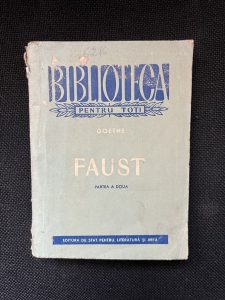 BIBLIOTECA
PENTRU TOȚI
GOETHE
FAUST
PARTEA A DOUA
EDITURA DE STAT PENTRU LITERATURĂ ȘI ARTĂ